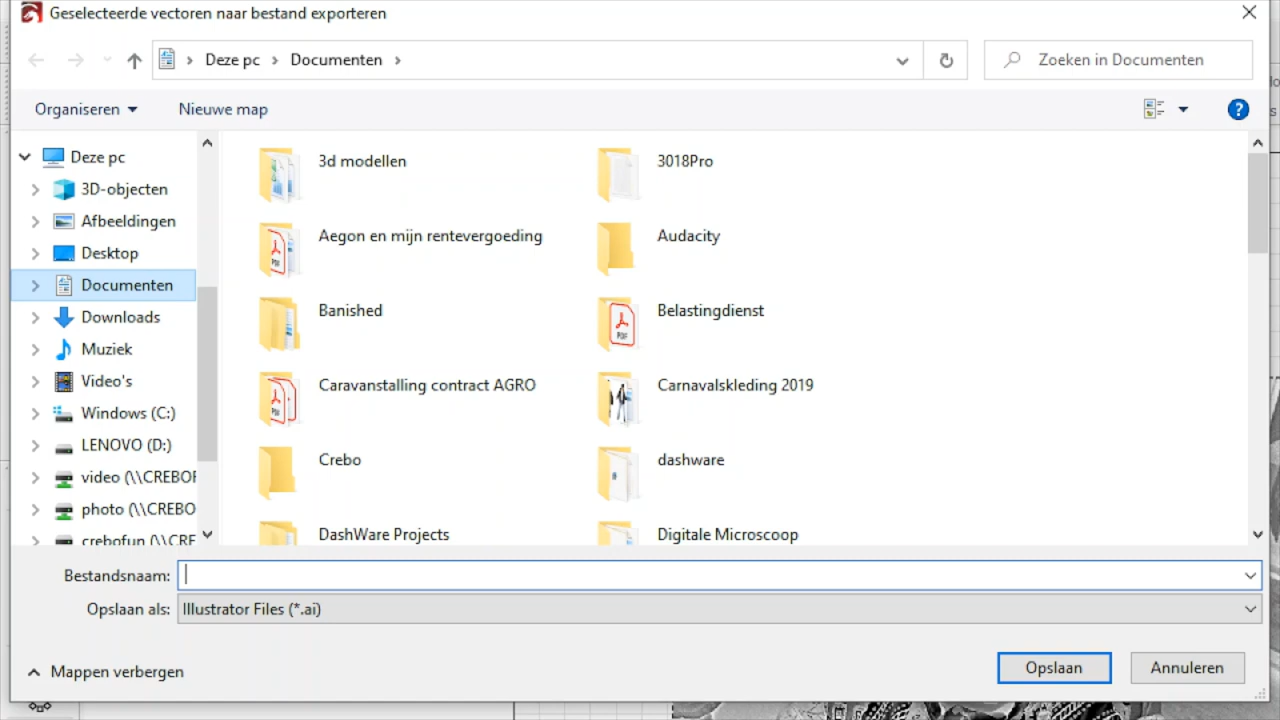 Geselecteerde vectoren naar bestand exporteren
Deze pc
Documenten
Zoeken in Documenten
Organiseren
Nieuwe map
Deze pc
3D-objecten
Afbeeldingen
Desktop
Documenten
Downloads
Muziek
Video's
Windows (C:)
LENOVO (D:)
video (\\CREBOF
photo (\\CREBO
crebofun (\\CRE
3d modellen
3018Pro
Aegon en mijn rentevergoeding
Audacity
Banished
Belastingdienst
Caravanstalling contract AGRO
Carnavalskleding 2019
Crebo
dashware
DashWare Projects
Digitale Microscoop
Bestandsnaam:
Opslaan als:
Illustrator Files (*.ai)
Mappen verbergen
Opslaan
Annuleren